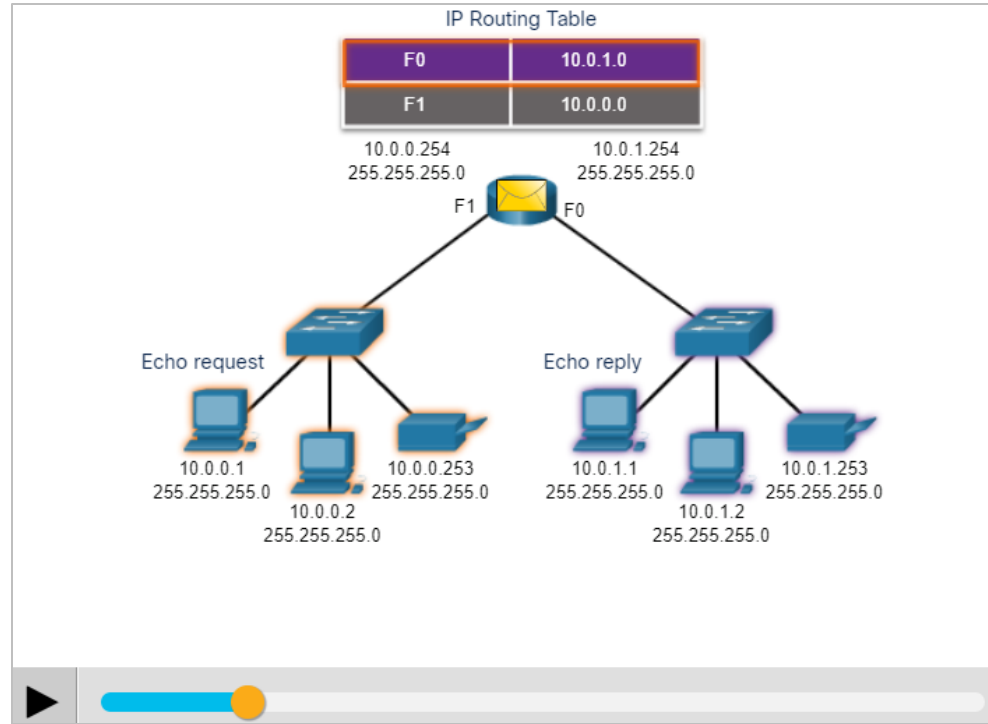 IP Routing Table
F0 10.0.1.0
F1 10.0.0.0
10.0.0.254 10.0.1.254
255.255.255.0 255.255.255.0
F1 F0
Echo request Echo reply
10.0.0.1 10.0.0.253 10.0.1.1 10.0.1.253
255.255.255.0 255.255.255.0 255.255.255.0 255.255.255.0
10.0.0.2 10.0.1.2
255.255.255.0 255.255.255.0